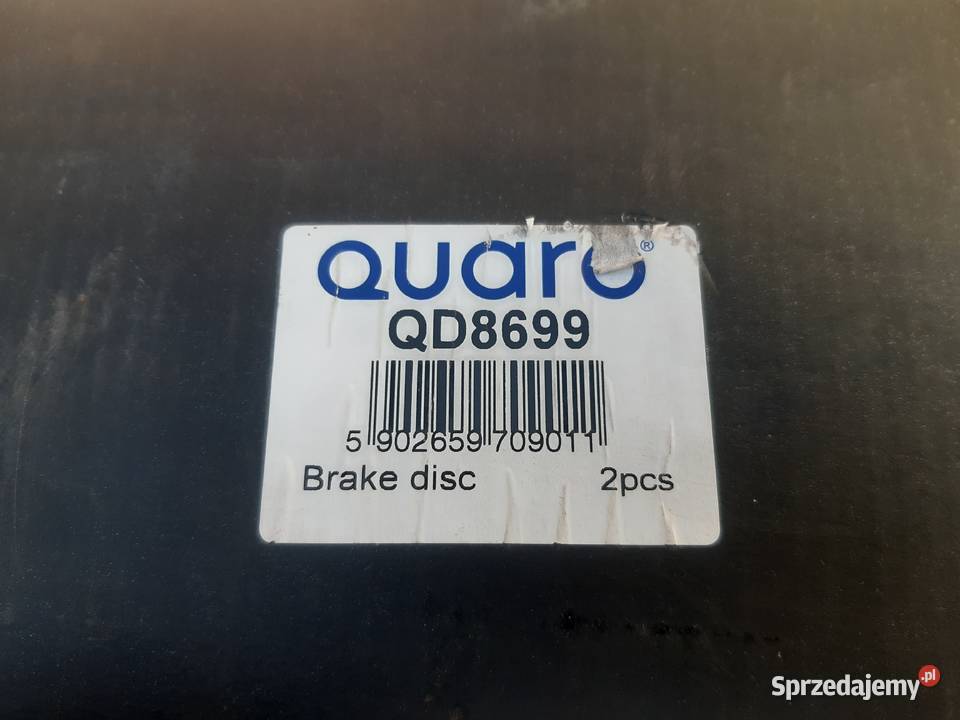 Quaro®
QD8699
5 902659 709011
Brake disc 2pcs
Sprzedajemy.pl